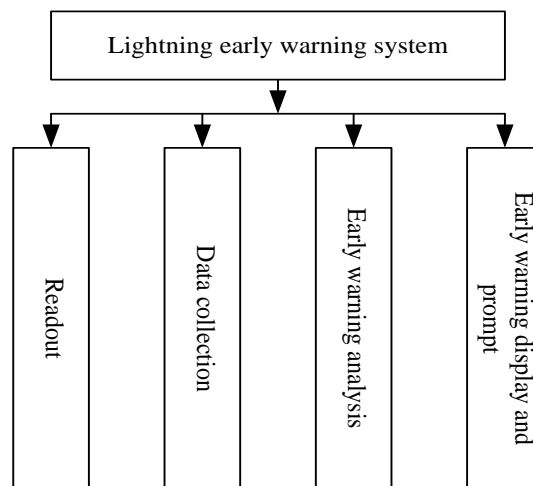 Lightning early warning system
Readout
Data collection
Early warning analysis
Early warning display and
prompt